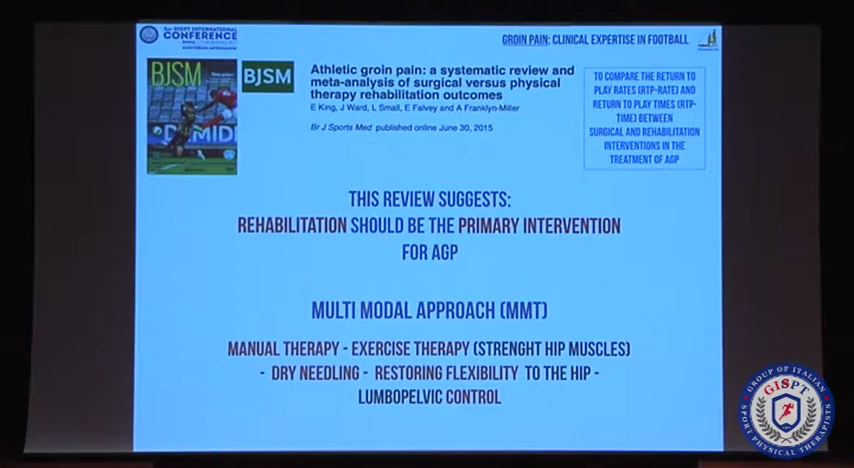 2nd GISPT INTERNATIONAL
CONFERENCE
GROIN PAIN: CLINICAL EXPERTISE IN FOOTBALL
BJSM
BJSM
Athletic groin pain: a systematic review and
meta-analysis of surgical versus physical
therapy rehabilitation outcomes
E King, J Ward, L Small, E Falvey and A Franklyn-Miller
Br J Sports Med published online June 30, 2015
TO COMPARE THE RETURN TO
PLAY RATES (RTP-RATE) AND
RETURN TO PLAY TIMES (RTP-
TIME) BETWEEN
SURGICAL AND REHABILITATION
INTERVENTIONS IN THE
TREATMENT OF AGP
THIS REVIEW SUGGESTS:
REHABILITATION SHOULD BE THE PRIMARY INTERVENTION
FOR AGP
MULTI MODAL APPROACH (MMT)
MANUAL THERAPY - EXERCISE THERAPY (STRENGHT HIP MUSCLES)
- DRY NEEDLING - RESTORING FLEXIBILITY TO THE HIP -
LUMBOPELVIC CONTROL
GROUP OF ITALIAN
GISPT
SPORT PHYSICAL THERAPISTS